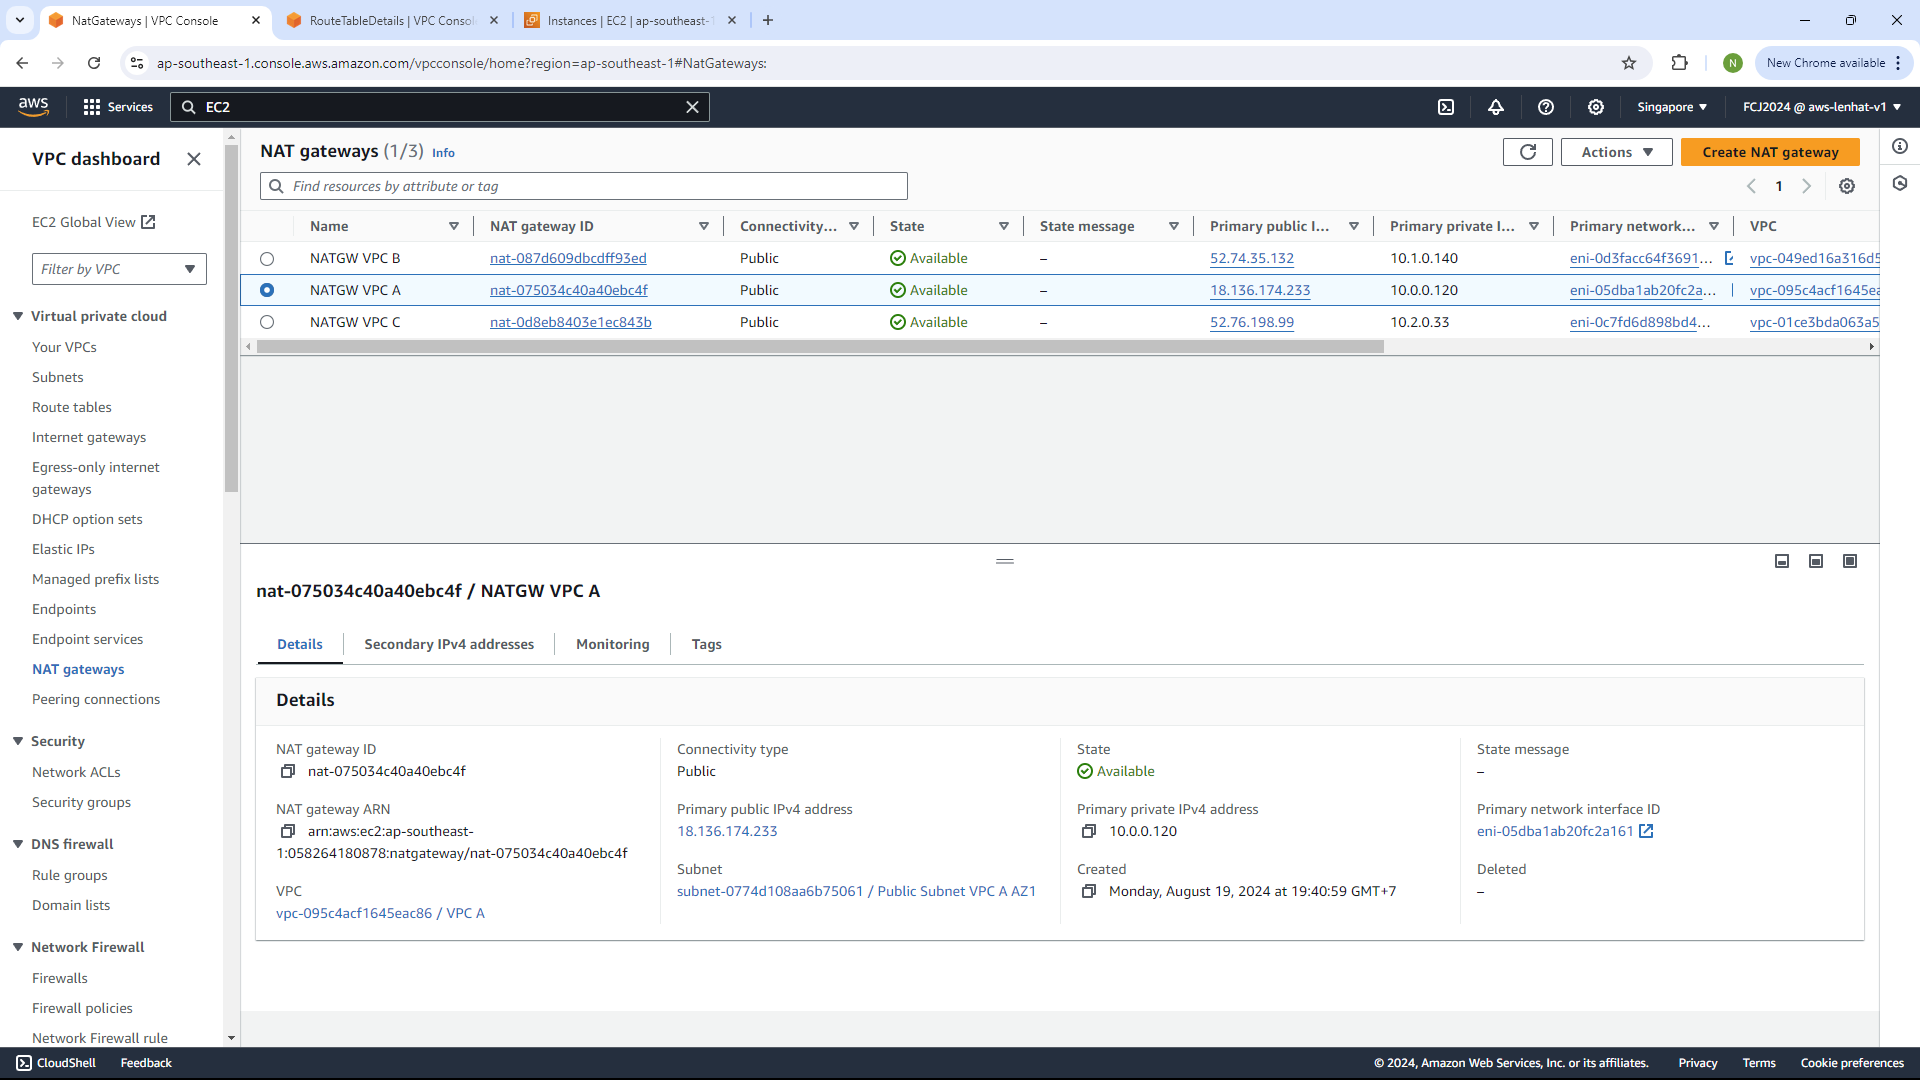 NatGateways | VPC Console
RouteTableDetails | VPC Consol
Instances | EC2 | ap-southeast-1
ap-southeast-1.console.aws.amazon.com/vpcconsole/home?region=ap-southeast-1#NatGateways:
N
New Chrome available
aws
Services
EC2
Singapore
FCJ2024 @ aws-lenhat-v1
VPC dashboard
EC2 Global View
Filter by VPC
Virtual private cloud
Your VPCs
Subnets
Route tables
Internet gateways
Egress-only internet
gateways
DHCP option sets
Elastic IPs
Managed prefix lists
Endpoints
Endpoint services
NAT gateways
Peering connections
Security
Network ACLs
Security groups
DNS firewall
Rule groups
Domain lists
Network Firewall
Firewalls
Firewall policies
Network Firewall rule
NAT gateways (1/3) Info
Actions
Create NAT gateway
Find resources by attribute or tag
1
Name NAT gateway ID Connectivity... State State message Primary public I... Primary private I... Primary network... VPC
NATGW VPC B nat-087d609dbcdff93ed Public Available – 52.74.35.132 10.1.0.140 eni-0d3facc64f3691... vpc-049ed16a316d5
NATGW VPC A nat-075034c40a40ebc4f Public Available – 18.136.174.233 10.0.0.120 eni-05dba1ab20fc2a... vpc-095c4acf1645ea
NATGW VPC C nat-0d8eb8403e1ec843b Public Available – 52.76.198.99 10.2.0.33 eni-0c7fd6d898bd4... vpc-01ce3bda063a5
nat-075034c40a40ebc4f / NATGW VPC A
Details Secondary IPv4 addresses Monitoring Tags
Details
NAT gateway ID
nat-075034c40a40ebc4f
NAT gateway ARN
arn:aws:ec2:ap-southeast-
1:058264180878:natgateway/nat-075034c40a40ebc4f
VPC
vpc-095c4acf1645eac86 / VPC A
Connectivity type
Public
Primary public IPv4 address
18.136.174.233
Subnet
subnet-0774d108aa6b75061 / Public Subnet VPC A AZ1
State
Available
Primary private IPv4 address
10.0.0.120
Created
Monday, August 19, 2024 at 19:40:59 GMT+7
State message
–
Primary network interface ID
eni-05dba1ab20fc2a161
Deleted
–
CloudShell Feedback
© 2024, Amazon Web Services, Inc. or its affiliates. Privacy Terms Cookie preferences